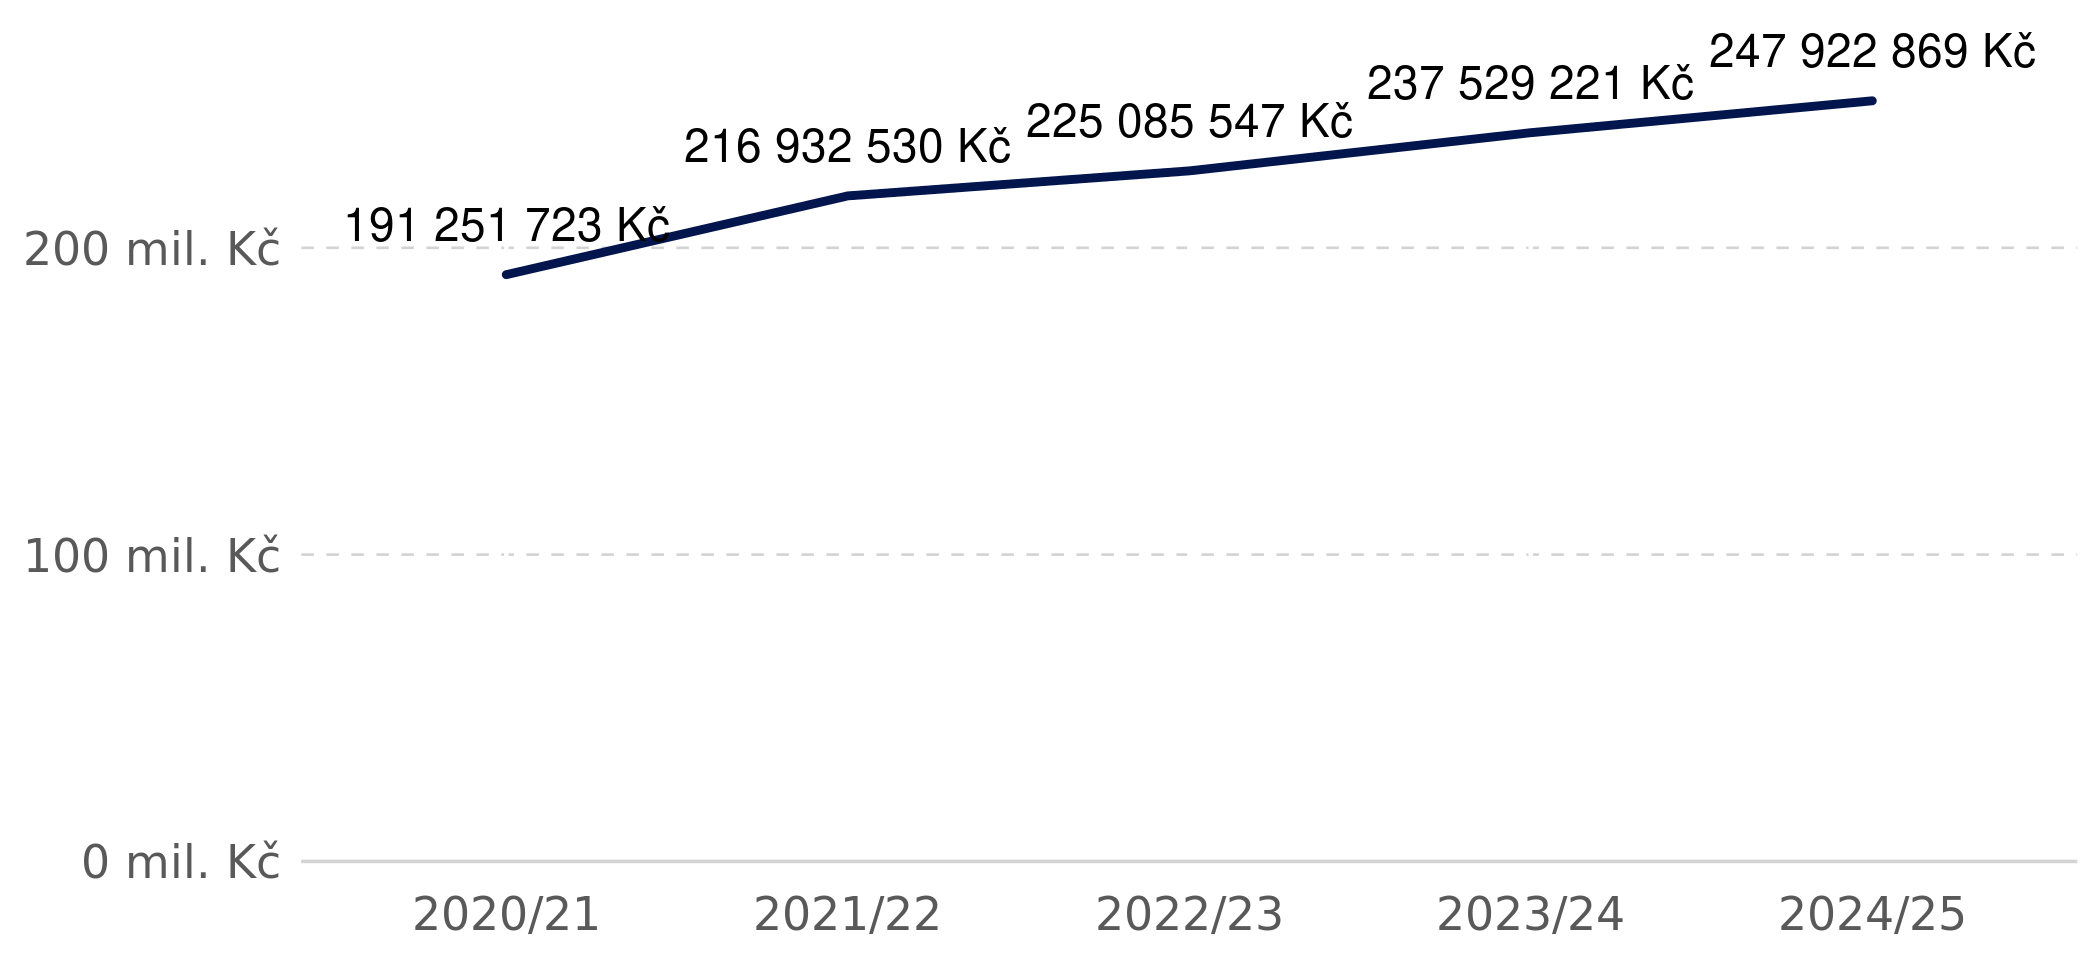 247 922 869 Kč
237 529 221 Kč
225 085 547 Kč
216 932 530 Kč
191 251 723 Kč
200 mil. Kč
100 mil. Kč
0 mil. Kč
2020/21 2021/22 2022/23 2023/24 2024/25